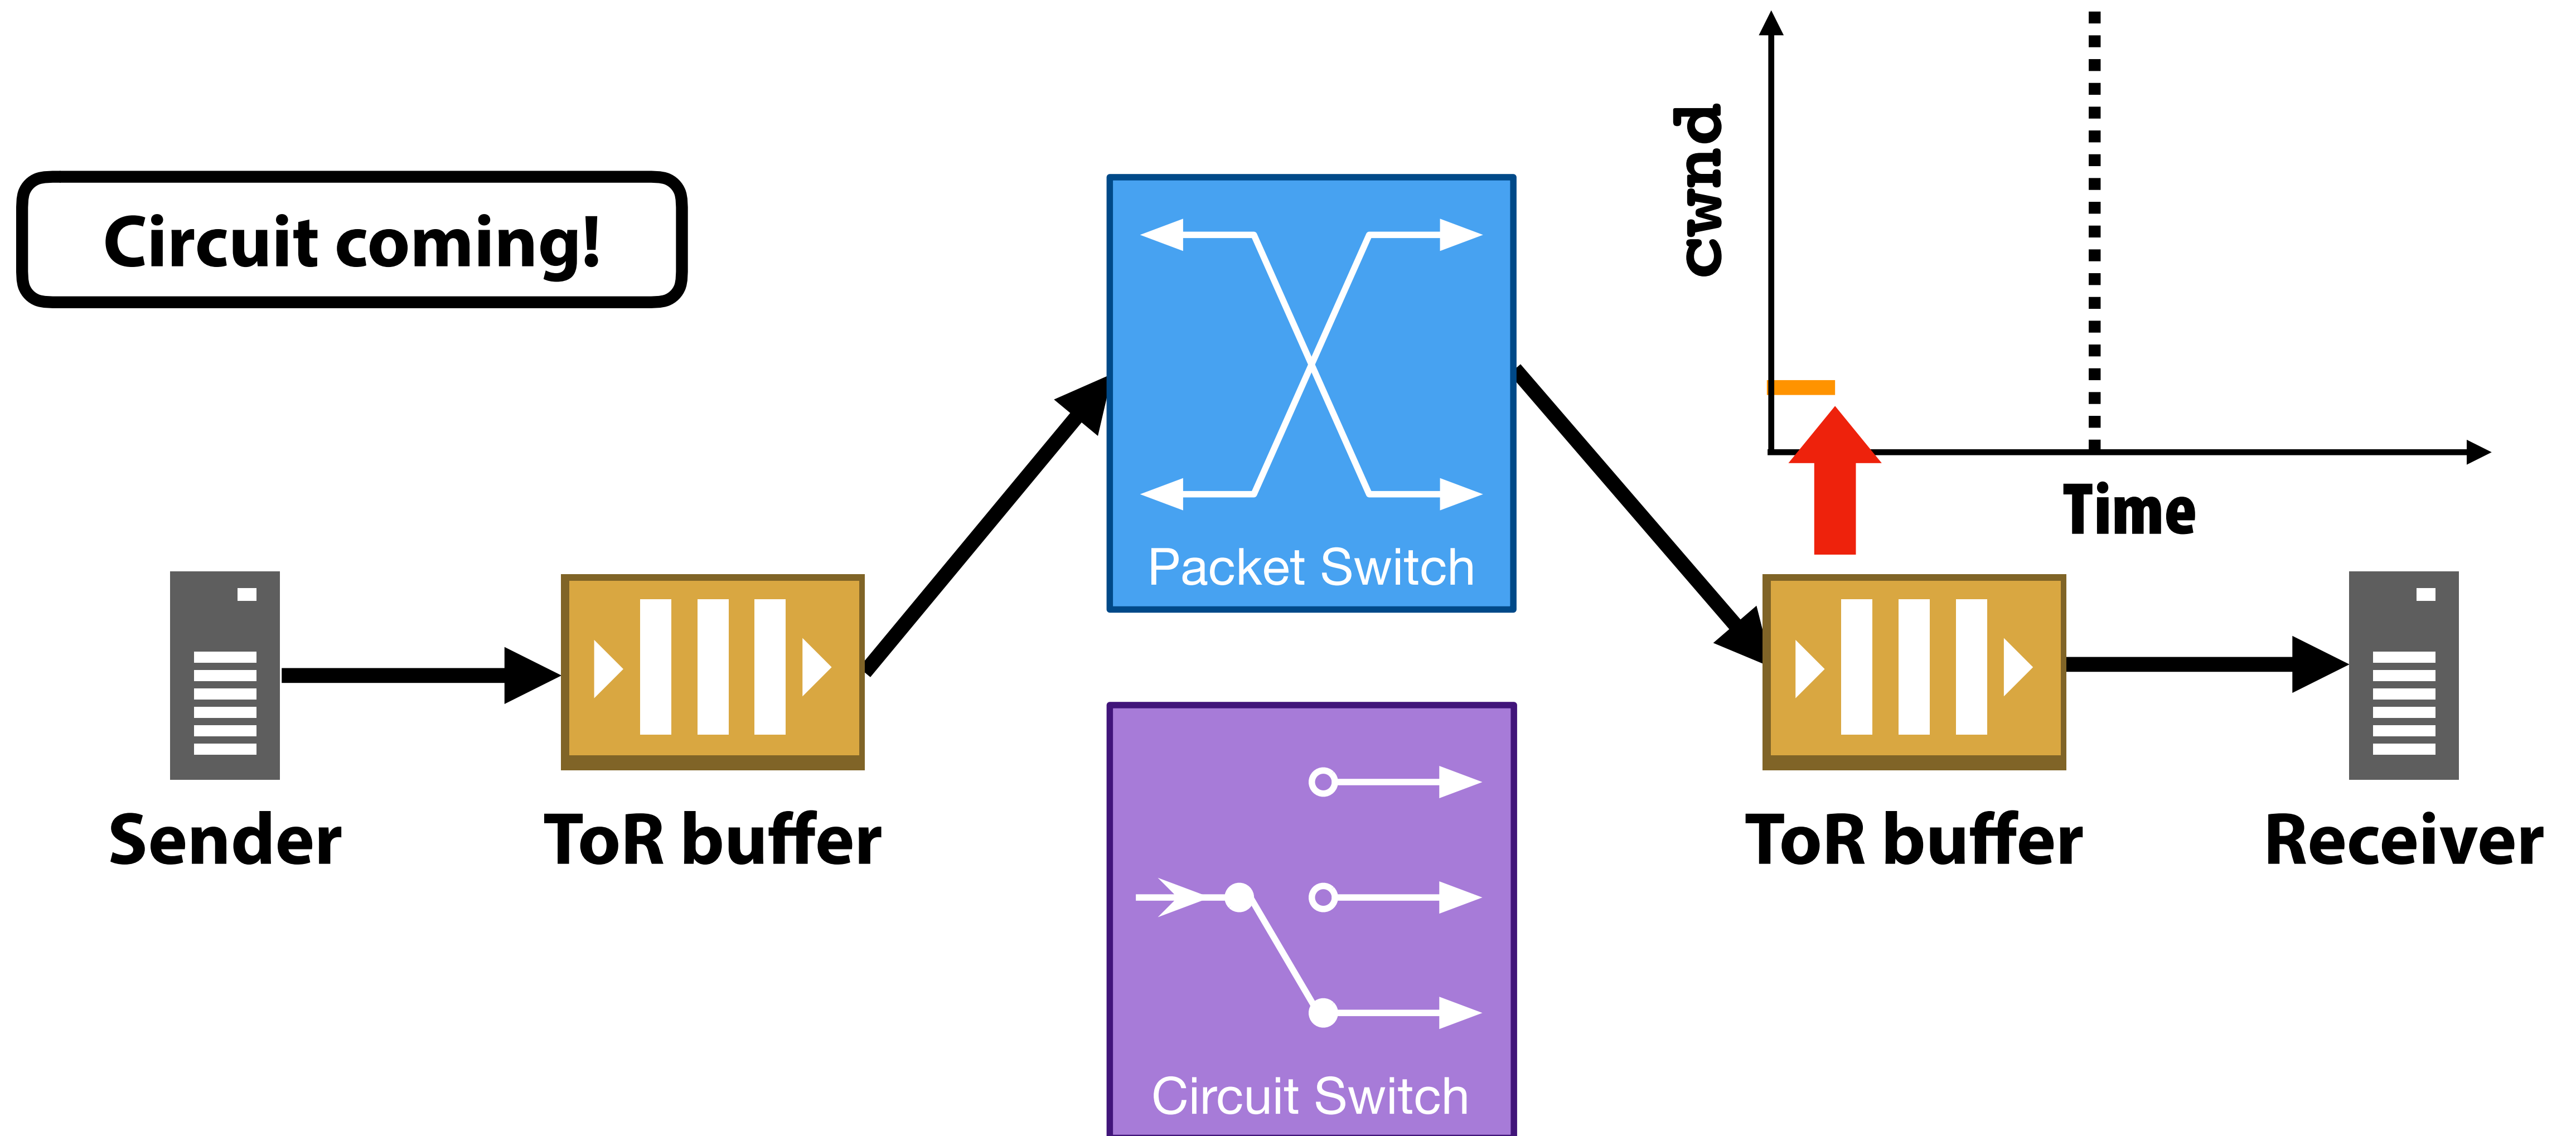 Circuit coming!
cwnd
Time
Packet Switch
Sender
ToR buffer
ToR buffer
Receiver
Circuit Switch